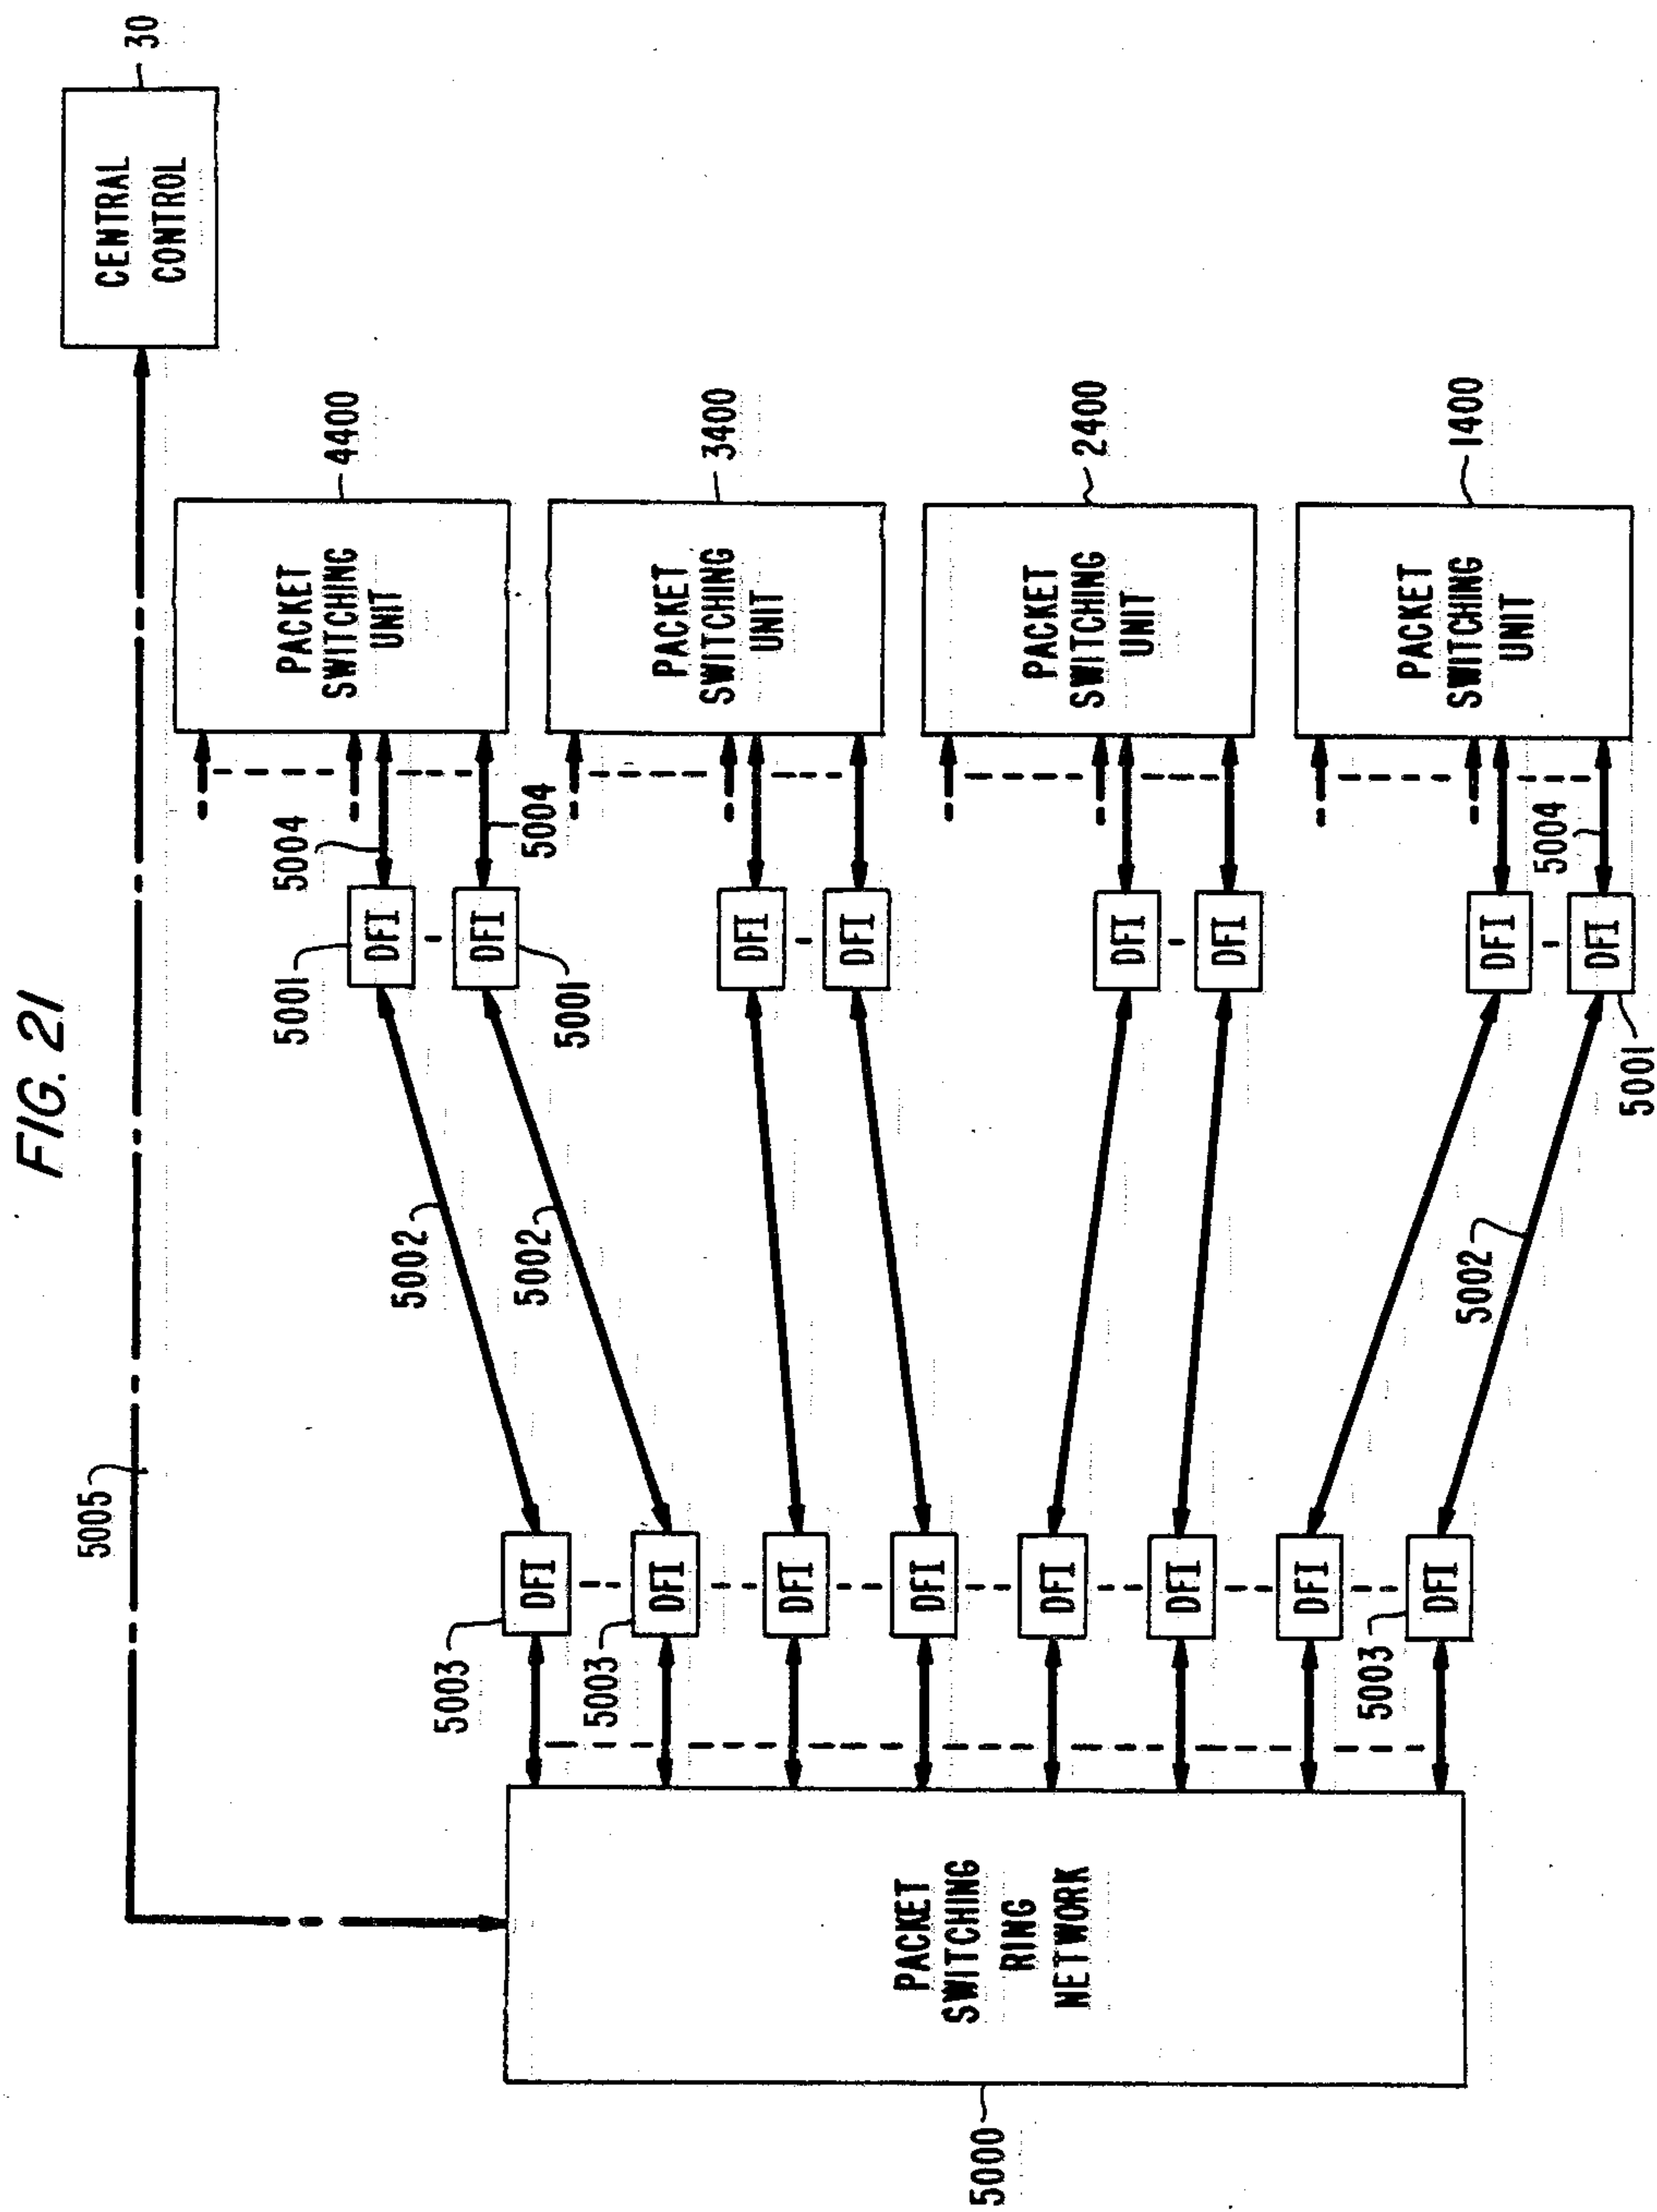 FIG. 21
30
CENTRAL
CONTROL
5005
4400
PACKET
SWITCHING
UNIT
3400
PACKET
SWITCHING
UNIT
2400
PACKET
SWITCHING
UNIT
1400
PACKET
SWITCHING
UNIT
5004
5004
5004
DFI
DFI
DFI
DFI
DFI
DFI
DFI
DFI
5001
5001
5001
5002
5002
5002
DFI
DFI
DFI
DFI
DFI
DFI
DFI
DFI
5003
5003
5003
PACKET
SWITCHING
RING
NETWORK
5000